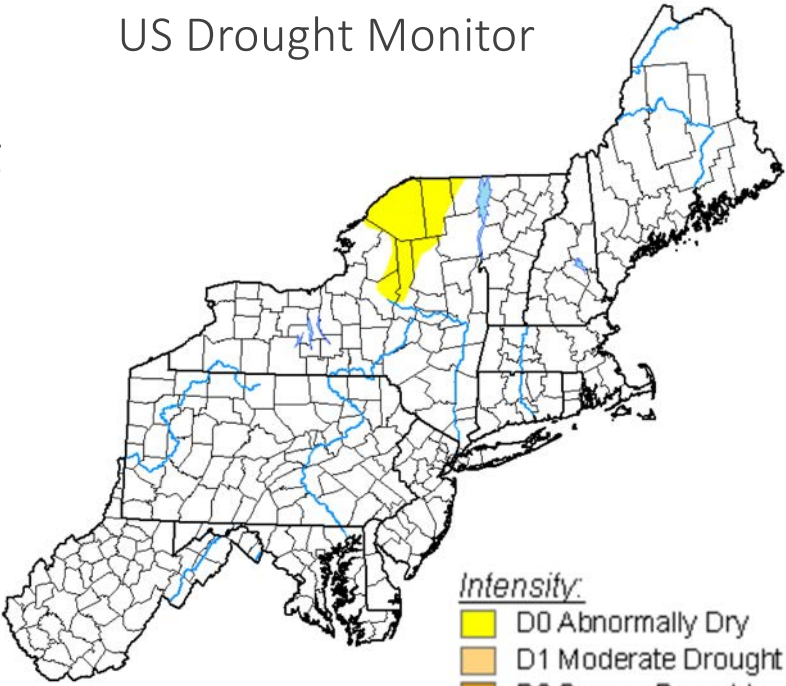 US Drought Monitor
Intensity:
D0 Abnormally Dry
D1 Moderate Drought